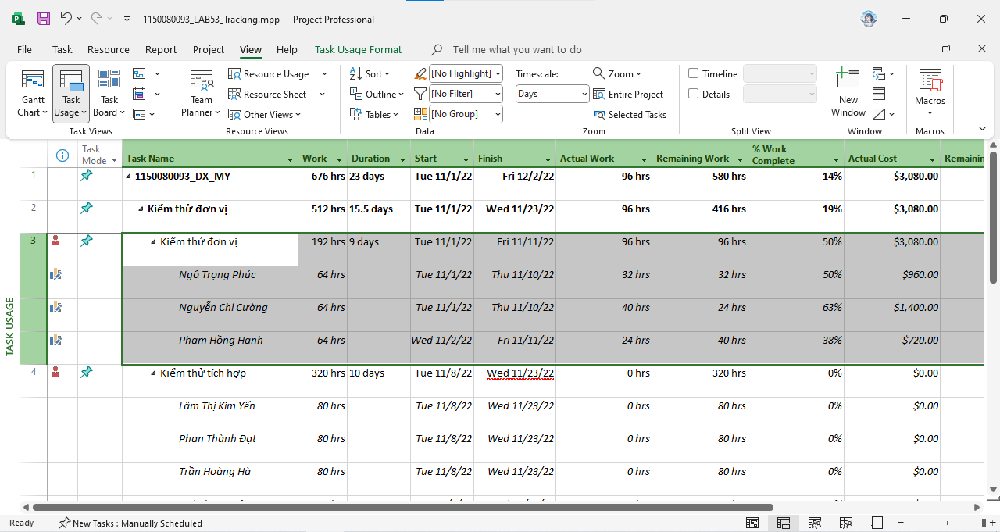 1150080093_LAB53_Tracking.mpp - Project Professional
File Task Resource Report Project View Help Task Usage Format Tell me what you want to do
Gantt Chart
Task Usage
Task Board
Task Views
Team Planner
Resource Usage
Resource Sheet
Other Views
Resource Views
Sort
Outline
Tables
[No Highlight]
[No Filter]
[No Group]
Data
Timescale:
Days
Zoom
Entire Project
Selected Tasks
Zoom
Timeline
Details
Split View
New Window
Window
Macros
Macros
Task Mode Task Name Work Duration Start Finish Actual Work Remaining Work % Work Complete Actual Cost Remainin
1 1150080093_DX_MY 676 hrs 23 days Tue 11/1/22 Fri 12/2/22 96 hrs 580 hrs 14% $3,080.00
2 Kiểm thử đơn vị 512 hrs 15.5 days Tue 11/1/22 Wed 11/23/22 96 hrs 416 hrs 19% $3,080.00
3 Kiểm thử đơn vị 192 hrs 9 days Tue 11/1/22 Fri 11/11/22 96 hrs 96 hrs 50% $3,080.00
Ngô Trọng Phúc 64 hrs Tue 11/1/22 Thu 11/10/22 32 hrs 32 hrs 50% $960.00
Nguyễn Chí Cường 64 hrs Tue 11/1/22 Thu 11/10/22 40 hrs 24 hrs 63% $1,400.00
Phạm Hồng Hạnh 64 hrs Wed 11/2/22 Fri 11/11/22 24 hrs 40 hrs 38% $720.00
4 Kiểm thử tích hợp 320 hrs 10 days Tue 11/8/22 Wed 11/23/22 0 hrs 320 hrs 0% $0.00
Lâm Thị Kim Yến 80 hrs Tue 11/8/22 Wed 11/23/22 0 hrs 80 hrs 0% $0.00
Phan Thành Đạt 80 hrs Tue 11/8/22 Wed 11/23/22 0 hrs 80 hrs 0% $0.00
Trần Hoàng Hà 80 hrs Tue 11/8/22 Wed 11/23/22 0 hrs 80 hrs 0% $0.00
TASK USAGE
Ready New Tasks : Manually Scheduled